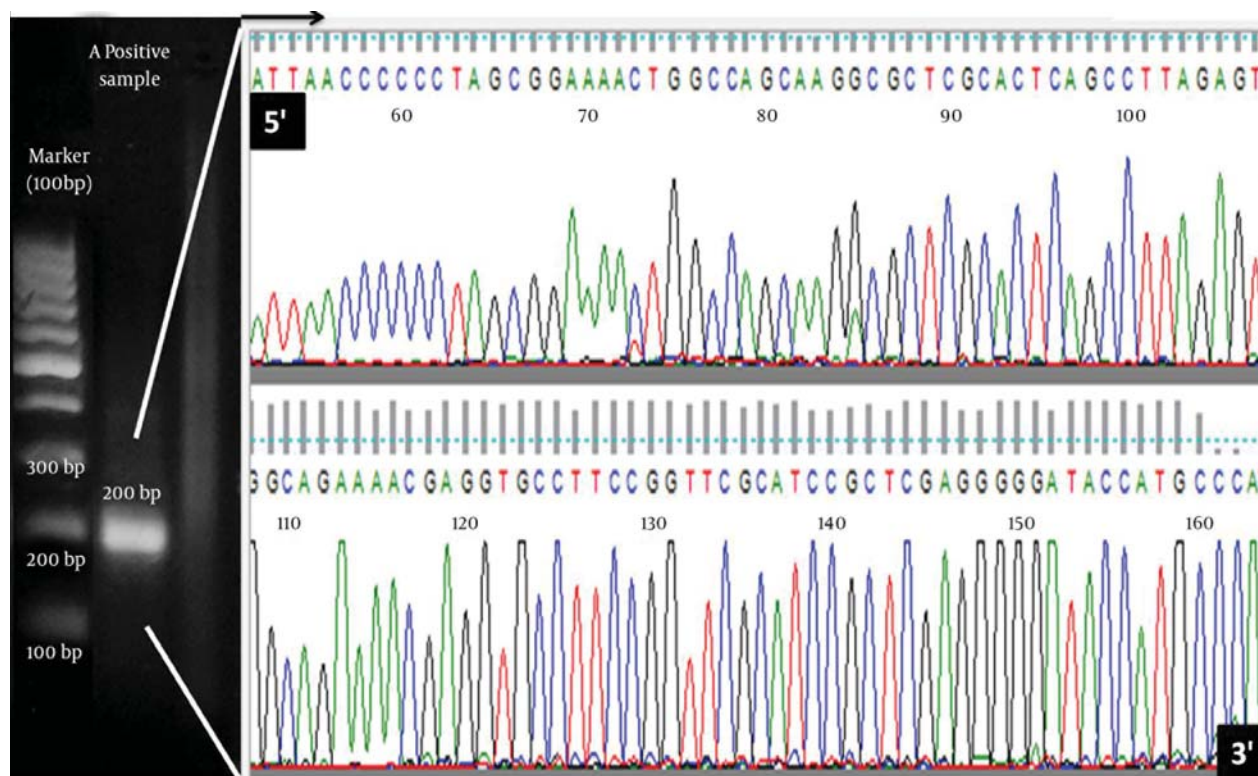 A Positive
sample
Marker
(100bp)
300 bp
200 bp
200 bp
100 bp
ATTAACCCCCCTAGCGGAAAACTGGCCAGCAAGGCGCTCGCACTCAGCCTTAGAGT
5'
60 70 80 90 100
GGCAGAAAACGAGGTGCCTTCCGGTTCGCATCCGCTCGAGGGGGATACCATGCCCA
110 120 130 140 150 160
3'